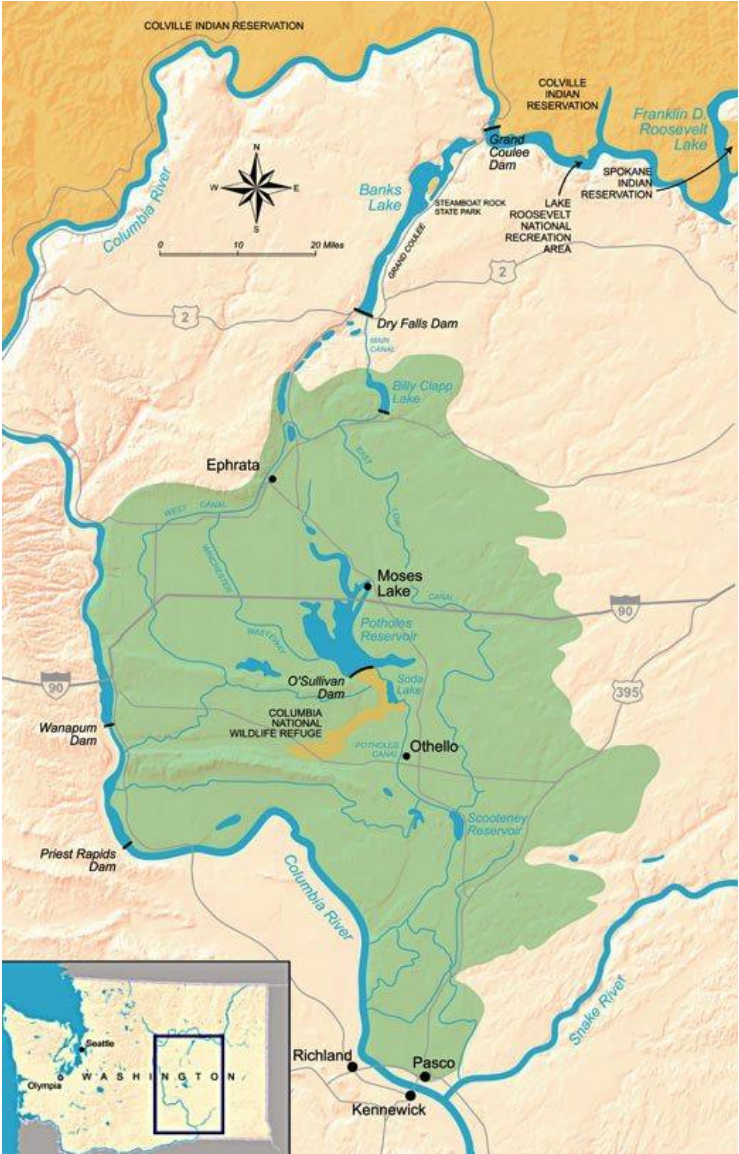 COLVILLE INDIAN RESERVATION
COLVILLE
INDIAN
RESERVATION
Franklin D.
Roosevelt
Lake
Grand
Coulee
Dam
SPOKANE
INDIAN
RESERVATION
LAKE
ROOSEVELT
NATIONAL
RECREATION
AREA
Columbia River
N
W
E
S
0
10
20 Miles
Banks
Lake
STEAMBOAT ROCK
STATE PARK
GRAND COULEE
2
2
Dry Falls Dam
MAIN
CANAL
Billy Clapp
Lake
Ephrata
EAST
LOW
CANAL
WEST CANAL
WINCHESTER
WASTEWAY
Moses
Lake
90
Potholes
Reservoir
O'Sullivan
Dam
Soda
Lake
90
395
COLUMBIA
NATIONAL
WILDLIFE REFUGE
Wanapum
Dam
POTHOLES
CANAL
Othello
Scooteney
Reservoir
Priest Rapids
Dam
Columbia River
Snake River
Richland
Pasco
Kennewick
Seattle
Olympia
WASHINGTON